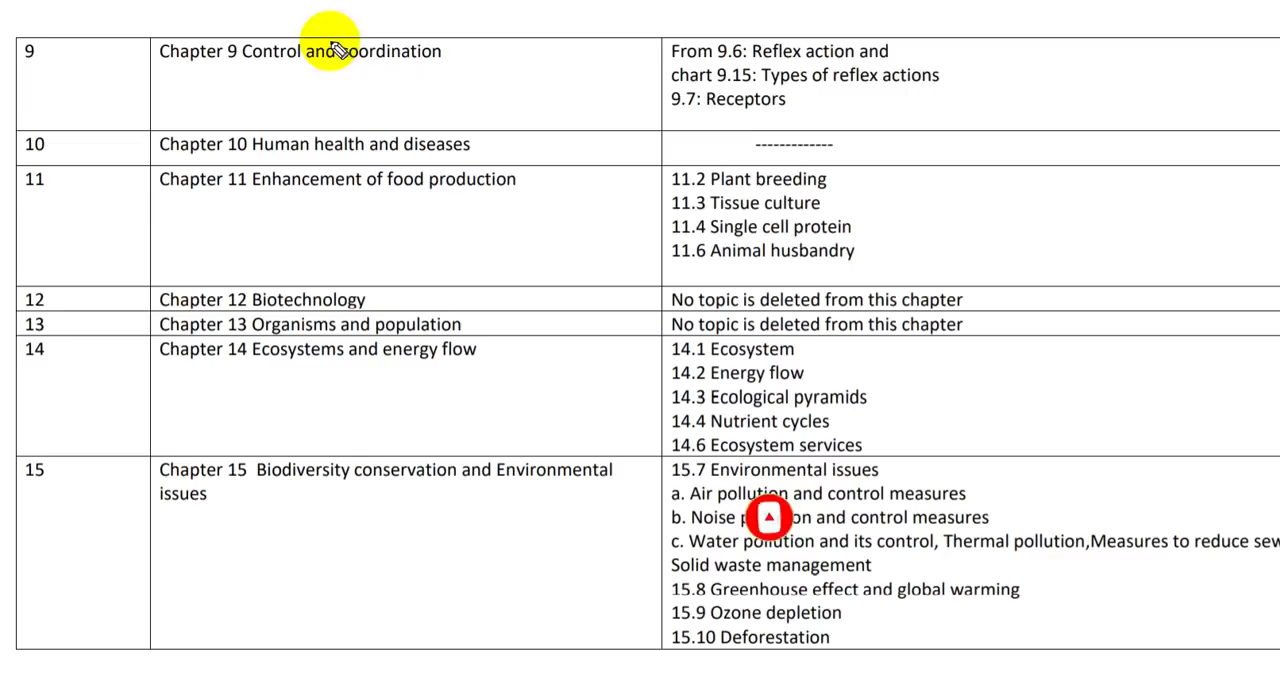 9
Chapter 9 Control and coordination
From 9.6: Reflex action and
chart 9.15: Types of reflex actions
9.7: Receptors
10
Chapter 10 Human health and diseases
-------------
11
Chapter 11 Enhancement of food production
11.2 Plant breeding
11.3 Tissue culture
11.4 Single cell protein
11.6 Animal husbandry
12
Chapter 12 Biotechnology
No topic is deleted from this chapter
13
Chapter 13 Organisms and population
No topic is deleted from this chapter
14
Chapter 14 Ecosystems and energy flow
14.1 Ecosystem
14.2 Energy flow
14.3 Ecological pyramids
14.4 Nutrient cycles
14.6 Ecosystem services
15
Chapter 15 Biodiversity conservation and Environmental
issues
15.7 Environmental issues
a. Air pollution and control measures
b. Noise pollution and control measures
c. Water pollution and its control, Thermal pollution,Measures to reduce
Solid waste management
15.8 Greenhouse effect and global warming
15.9 Ozone depletion
15.10 Deforestation